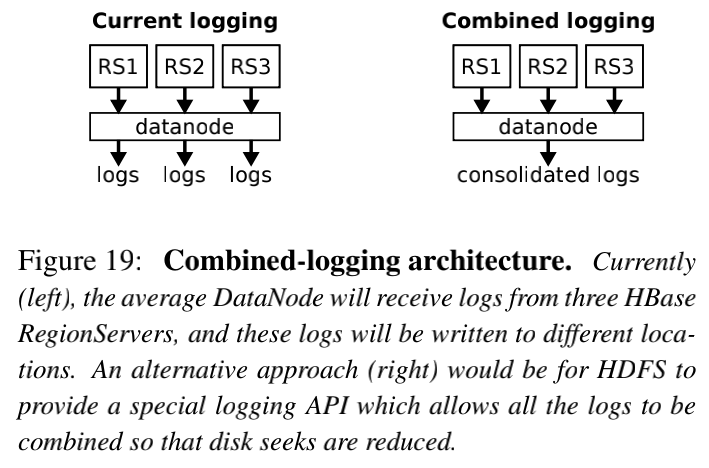 Current logging
Combined logging
RS1 RS2 RS3
RS1 RS2 RS3
datanode
datanode
logs logs logs
consolidated logs
Figure 19: Combined-logging architecture. Currently
(left), the average DataNode will receive logs from three HBase
RegionServers, and these logs will be written to different loca-
tions. An alternative approach (right) would be for HDFS to
provide a special logging API which allows all the logs to be
combined so that disk seeks are reduced.